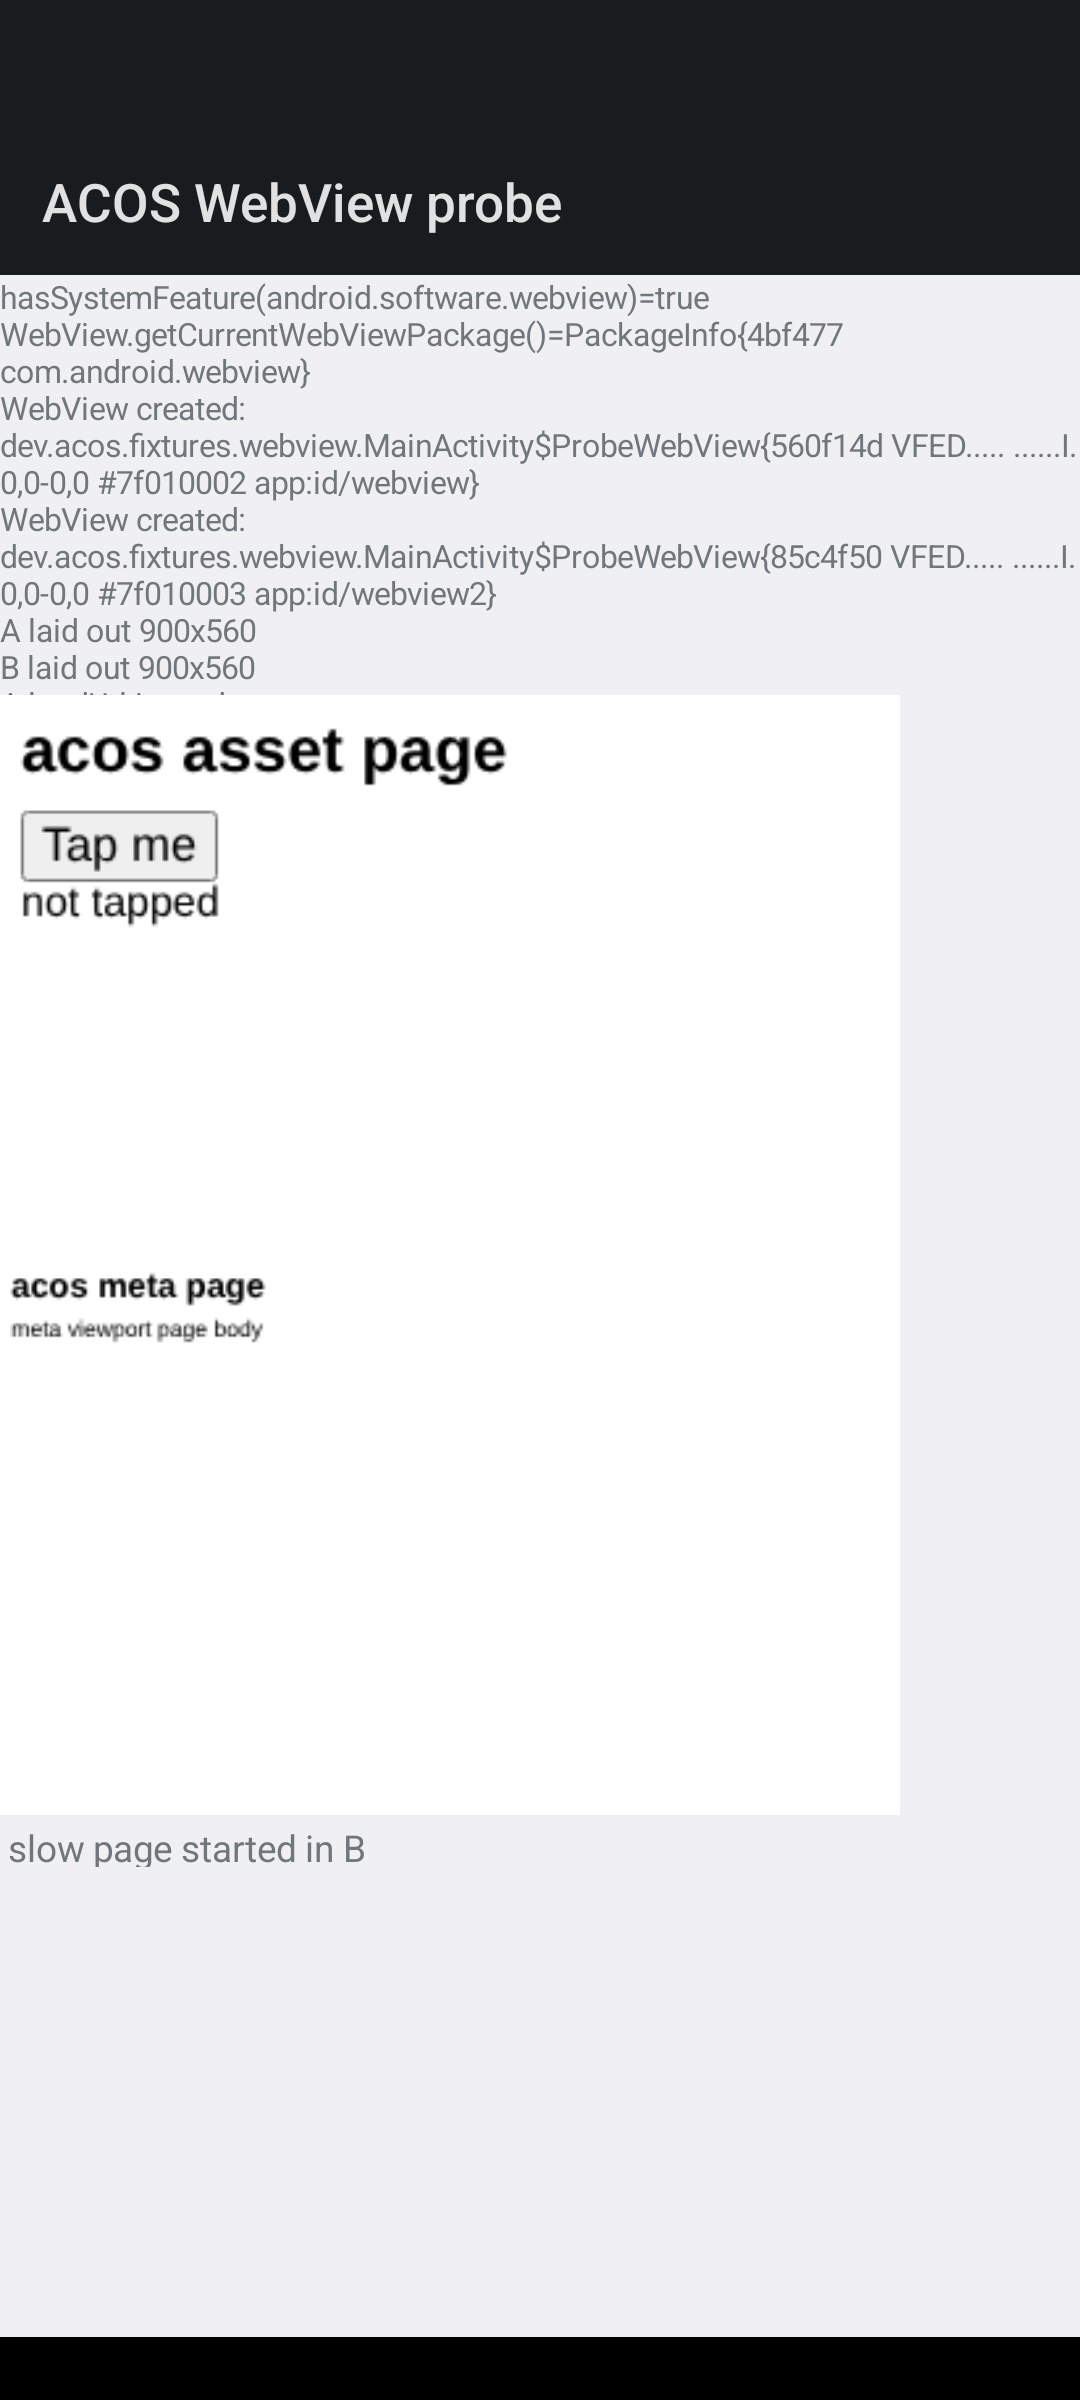 ACOS WebView probe
hasSystemFeature(android.software.webview)=true
WebView.getCurrentWebViewPackage()=PackageInfo{4bf477
com.android.webview}
WebView created:
dev.acos.fixtures.webview.MainActivity$ProbeWebView{560f14d VFED..... ......I.
0,0-0,0 #7f010002 app:id/webview}
WebView created:
dev.acos.fixtures.webview.MainActivity$ProbeWebView{85c4f50 VFED..... ......I.
0,0-0,0 #7f010003 app:id/webview2}
A laid out 900x560
B laid out 900x560
acos asset page
Tap me
not tapped
acos meta page
meta viewport page body
slow page started in B